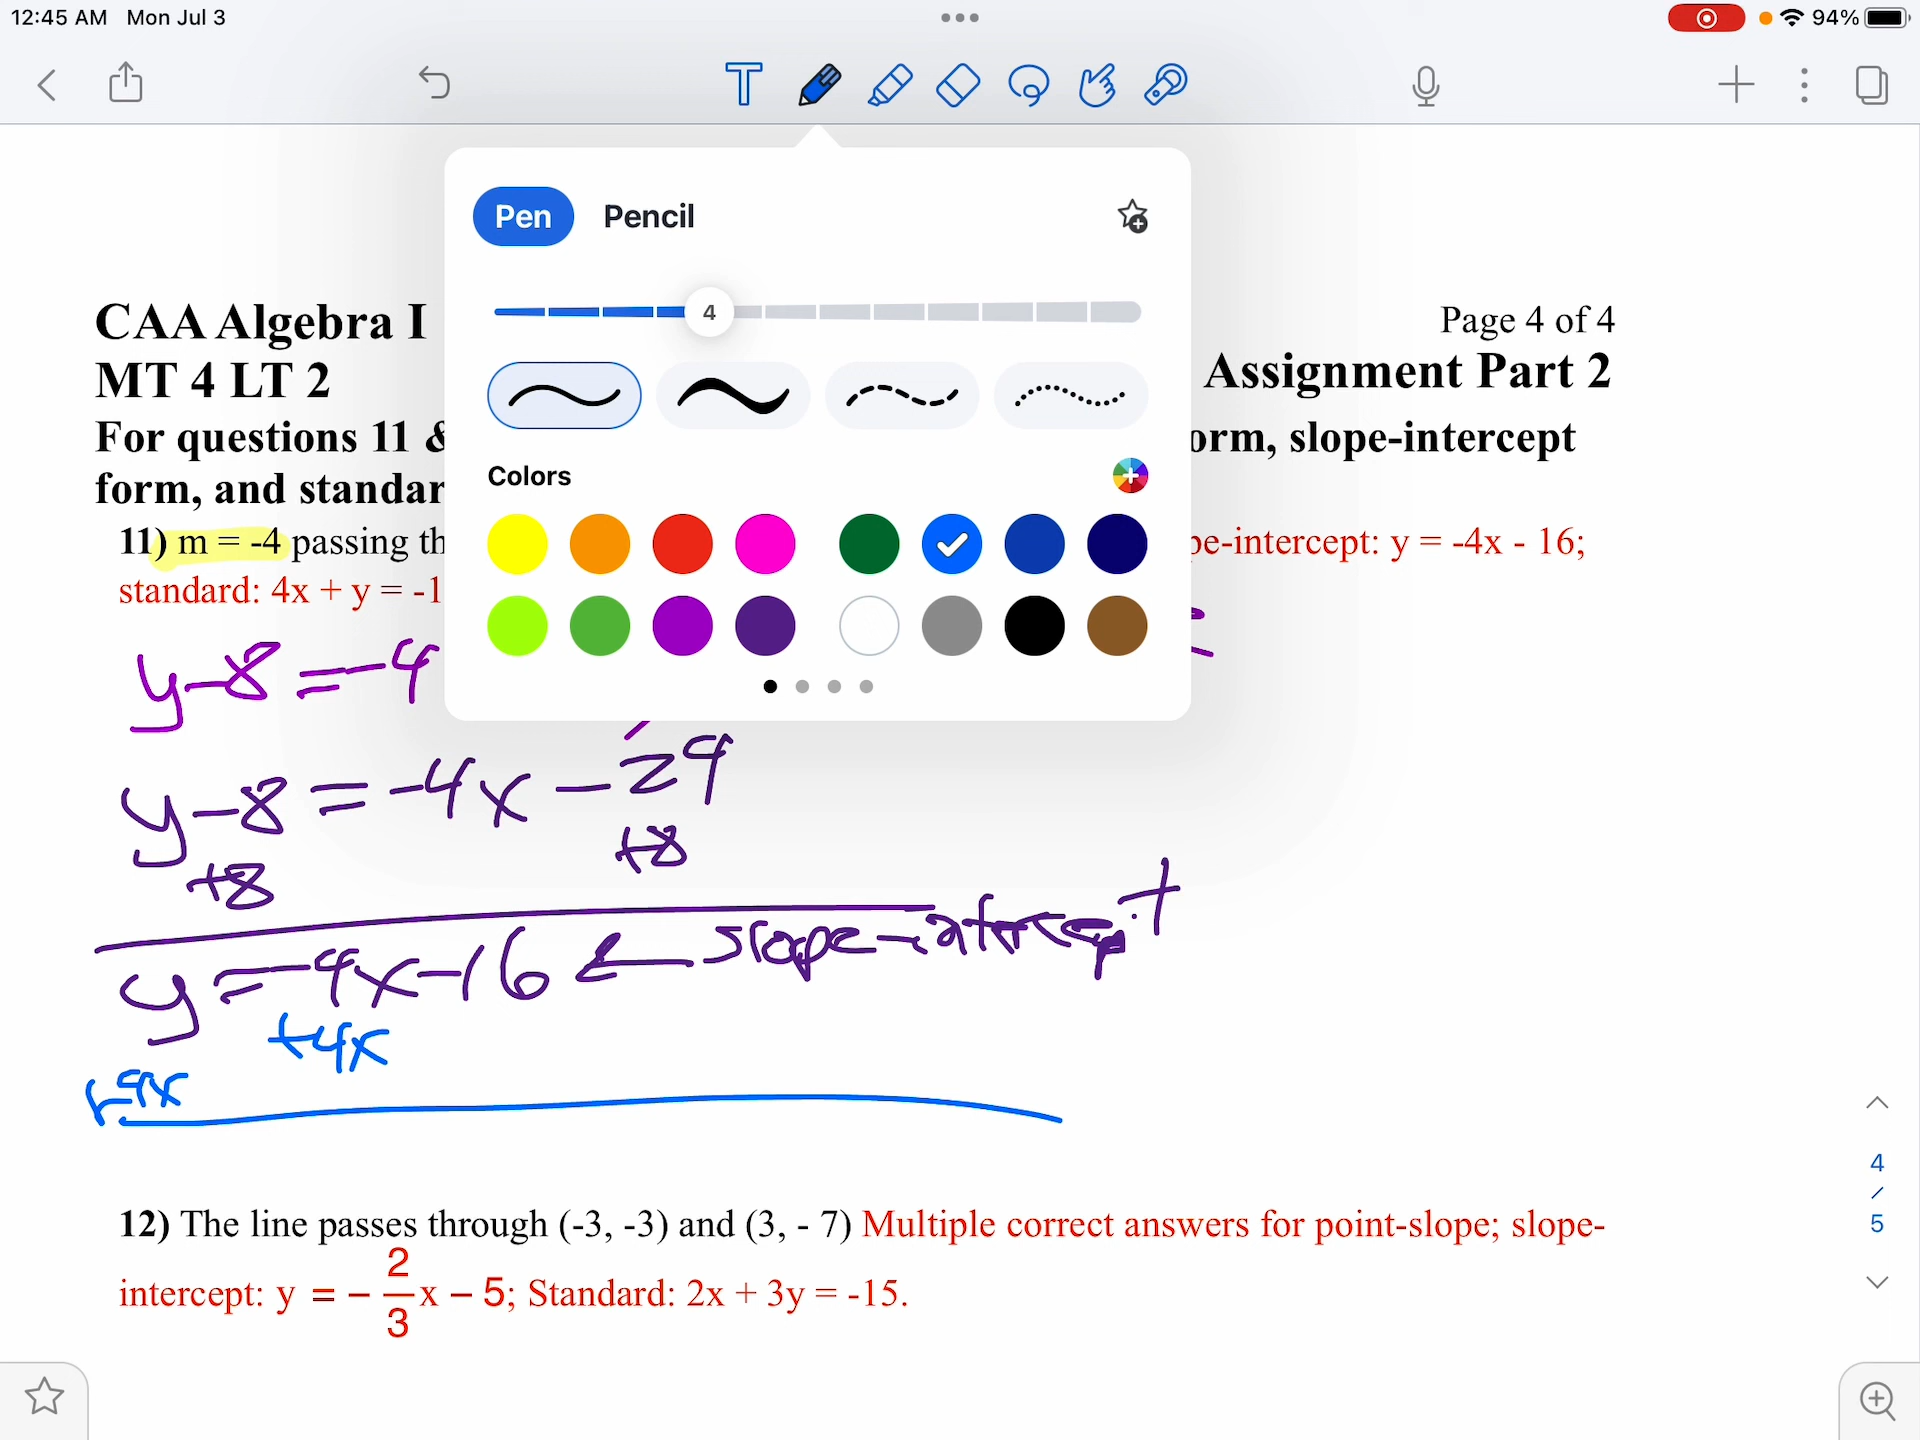 12:45 AM Mon Jul 3
94%
T
Pen Pencil
4
Colors
Page 4 of 4
CAA Algebra I
MT 4 LT 2
Assignment Part 2
For questions 11 &
orm, slope-intercept
form, and standar
11) m = -4 passing th
pe-intercept: y = -4x - 16;
standard: 4x + y = -1
y-8=-4
y-8=-4x-24
+8 +8
y=-4x-16 ← slope-intercept
+4x
+4x
12) The line passes through (-3, -3) and (3, - 7) Multiple correct answers for point-slope; slope-
intercept: y = -2/3x - 5; Standard: 2x + 3y = -15.
4
/
5